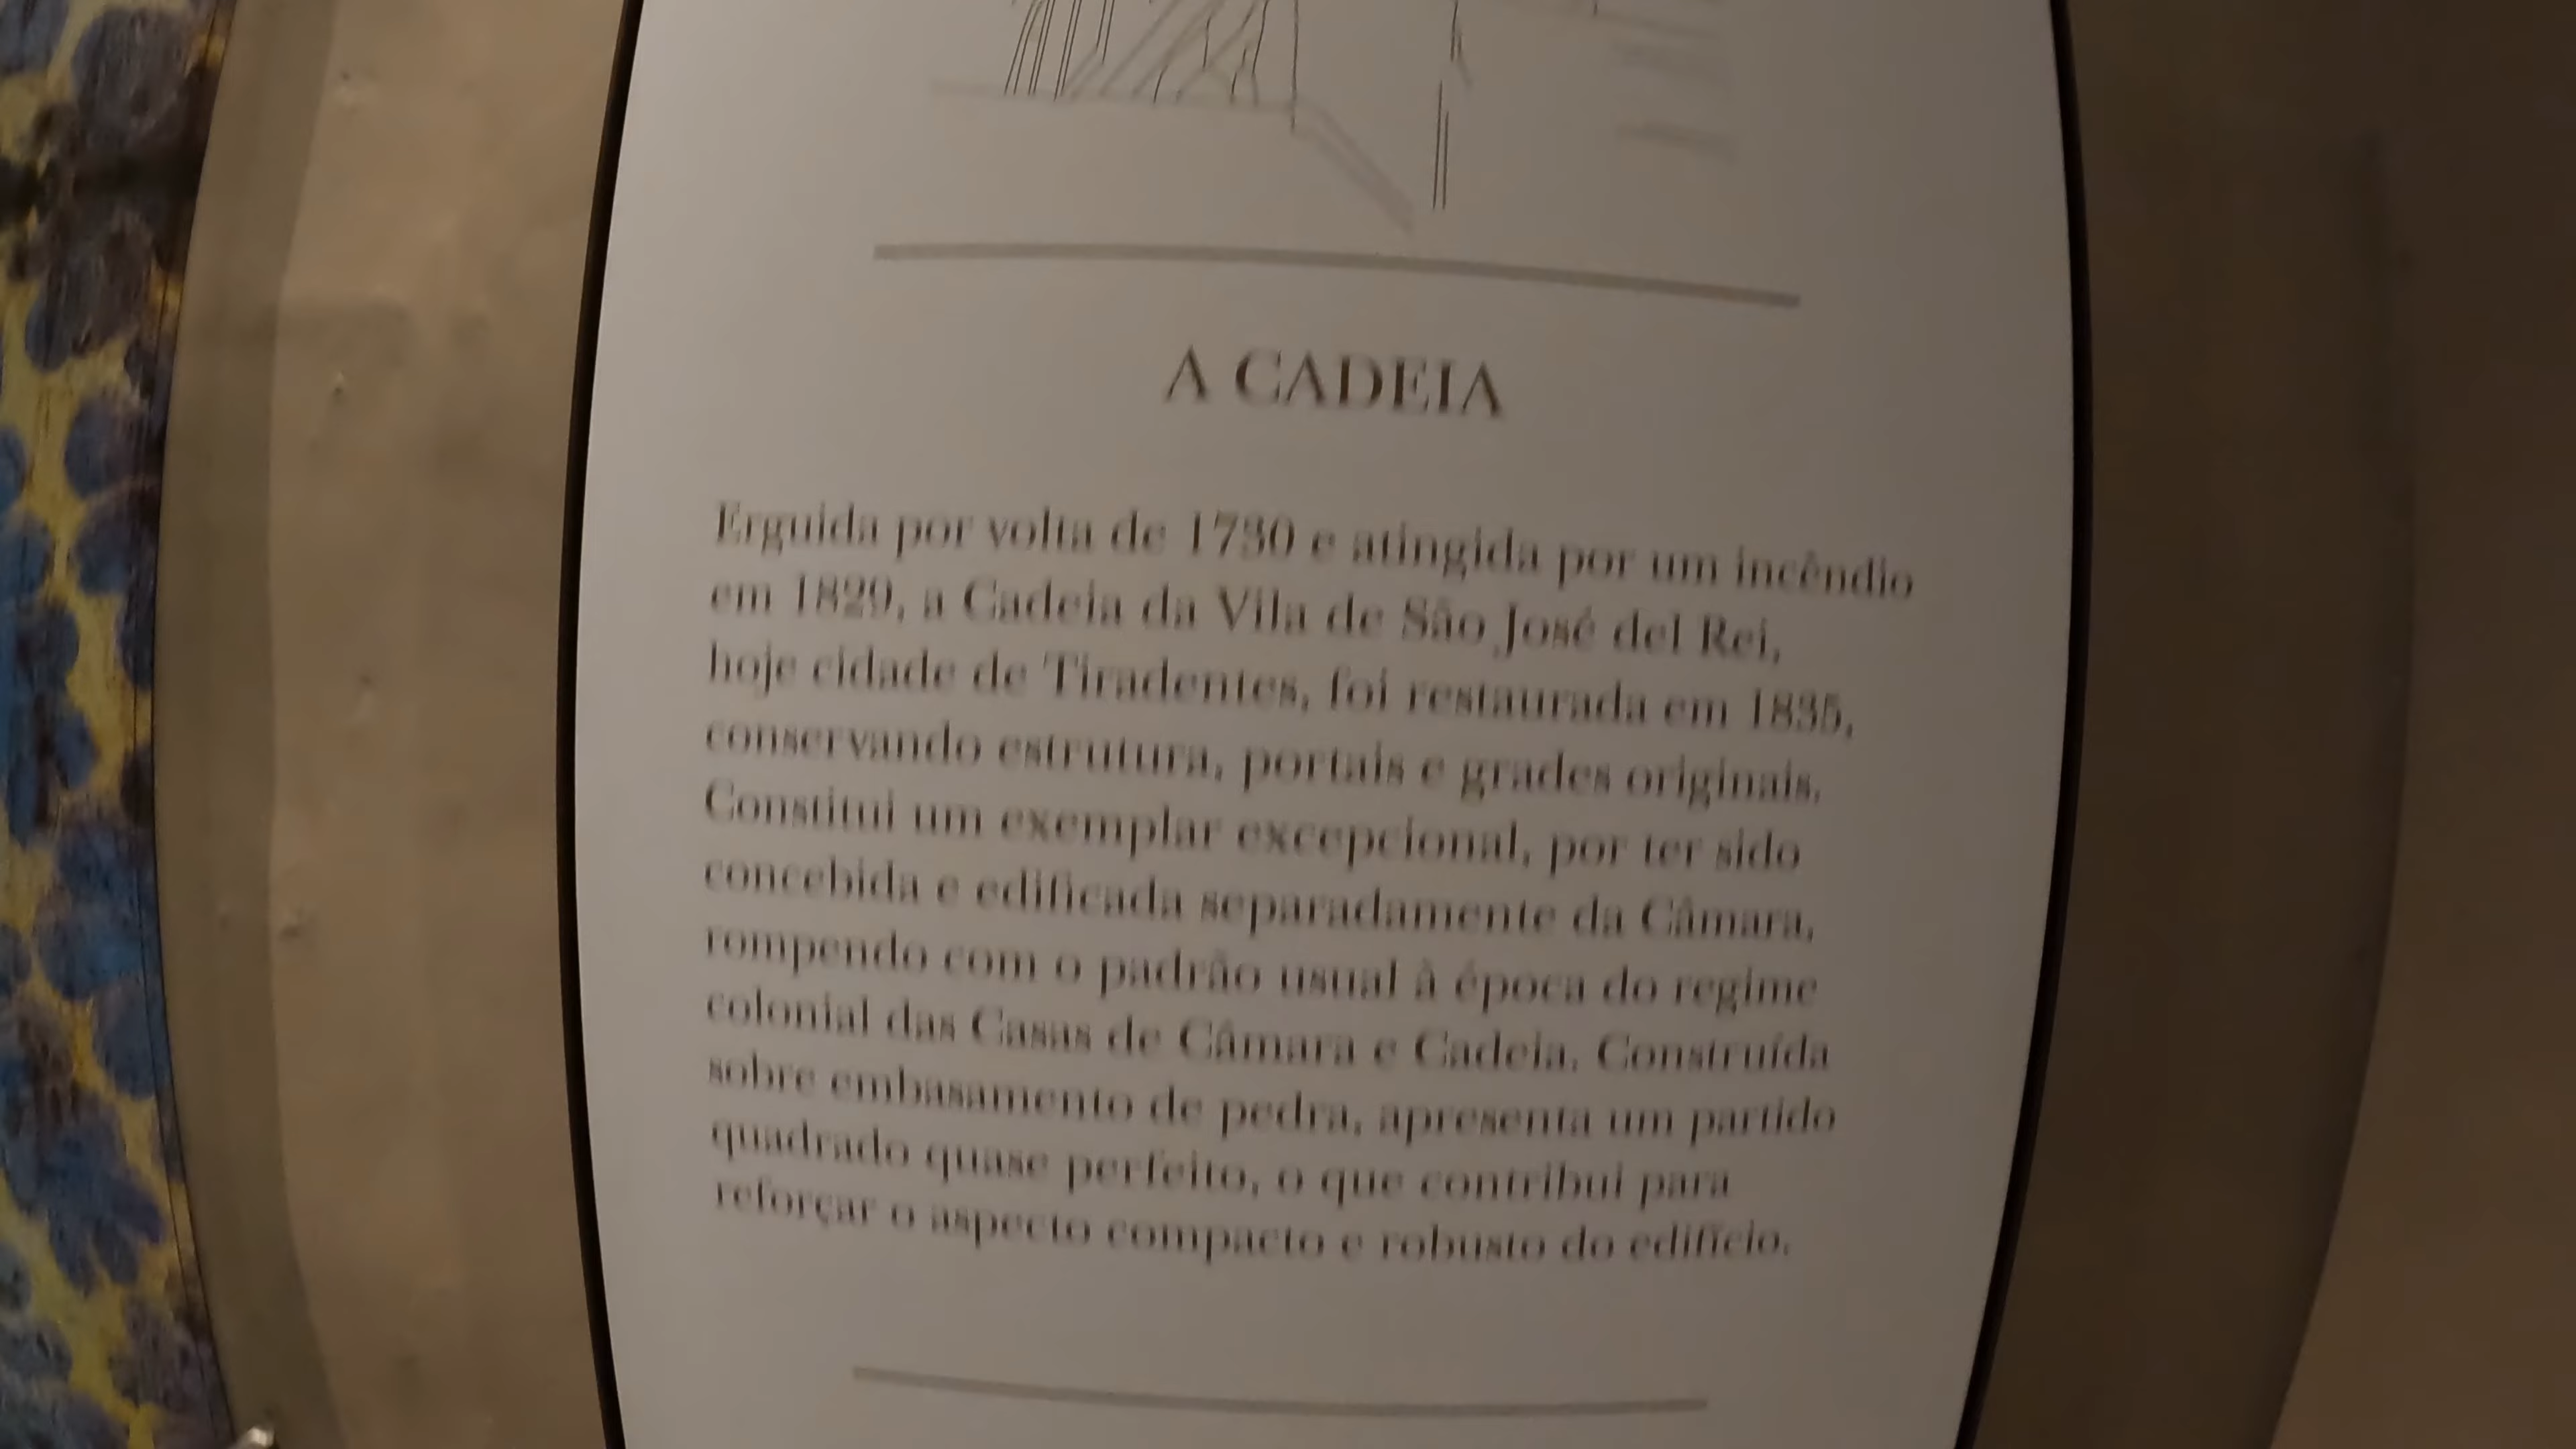 A CADEIA
Erguida por volta de 1730 e atingida por um incêndio
em 1829, a Cadeia da Vila de São José del Rei,
hoje cidade de Tiradentes, foi restaurada em 1835,
conservando estrutura, portais e grades originais.
Constitui um exemplar excepcional, por ter sido
concebida e edificada separadamente da Câmara,
rompendo com o padrão usual à época do regime
colonial das Casas de Câmara e Cadeia. Construída
sobre embasamento de pedra, apresenta um partido
quadrado quase perfeito, o que contribui para
reforçar o aspecto compacto e robusto do edifício.